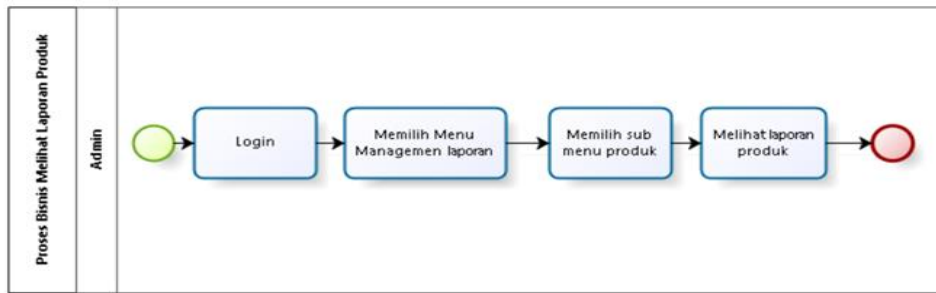 Proses Bisnis Melihat Laporan Produk
Admin
Login
Memilih Menu
Managemen laporan
Memilih sub
menu produk
Melihat laporan
produk